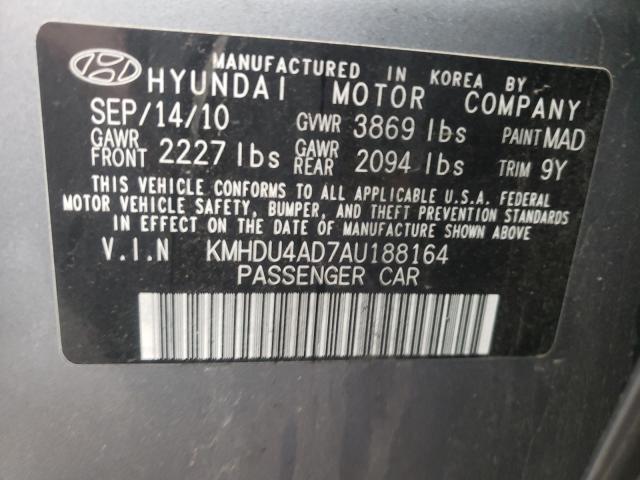 MANUFACTURED IN KOREA BY
HYUNDAI MOTOR COMPANY
SEP/14/10 GVWR 3869 lbs PAINT MAD
GAWR FRONT 2227 lbs GAWR REAR 2094 lbs TRIM 9Y
THIS VEHICLE CONFORMS TO ALL APPLICABLE U.S.A. FEDERAL
MOTOR VEHICLE SAFETY, BUMPER, AND THEFT PREVENTION STANDARDS
IN EFFECT ON THE DATE OF MANUFACTURE SHOWN ABOVE.
V.I.N KMHDU4AD7AU188164
PASSENGER CAR